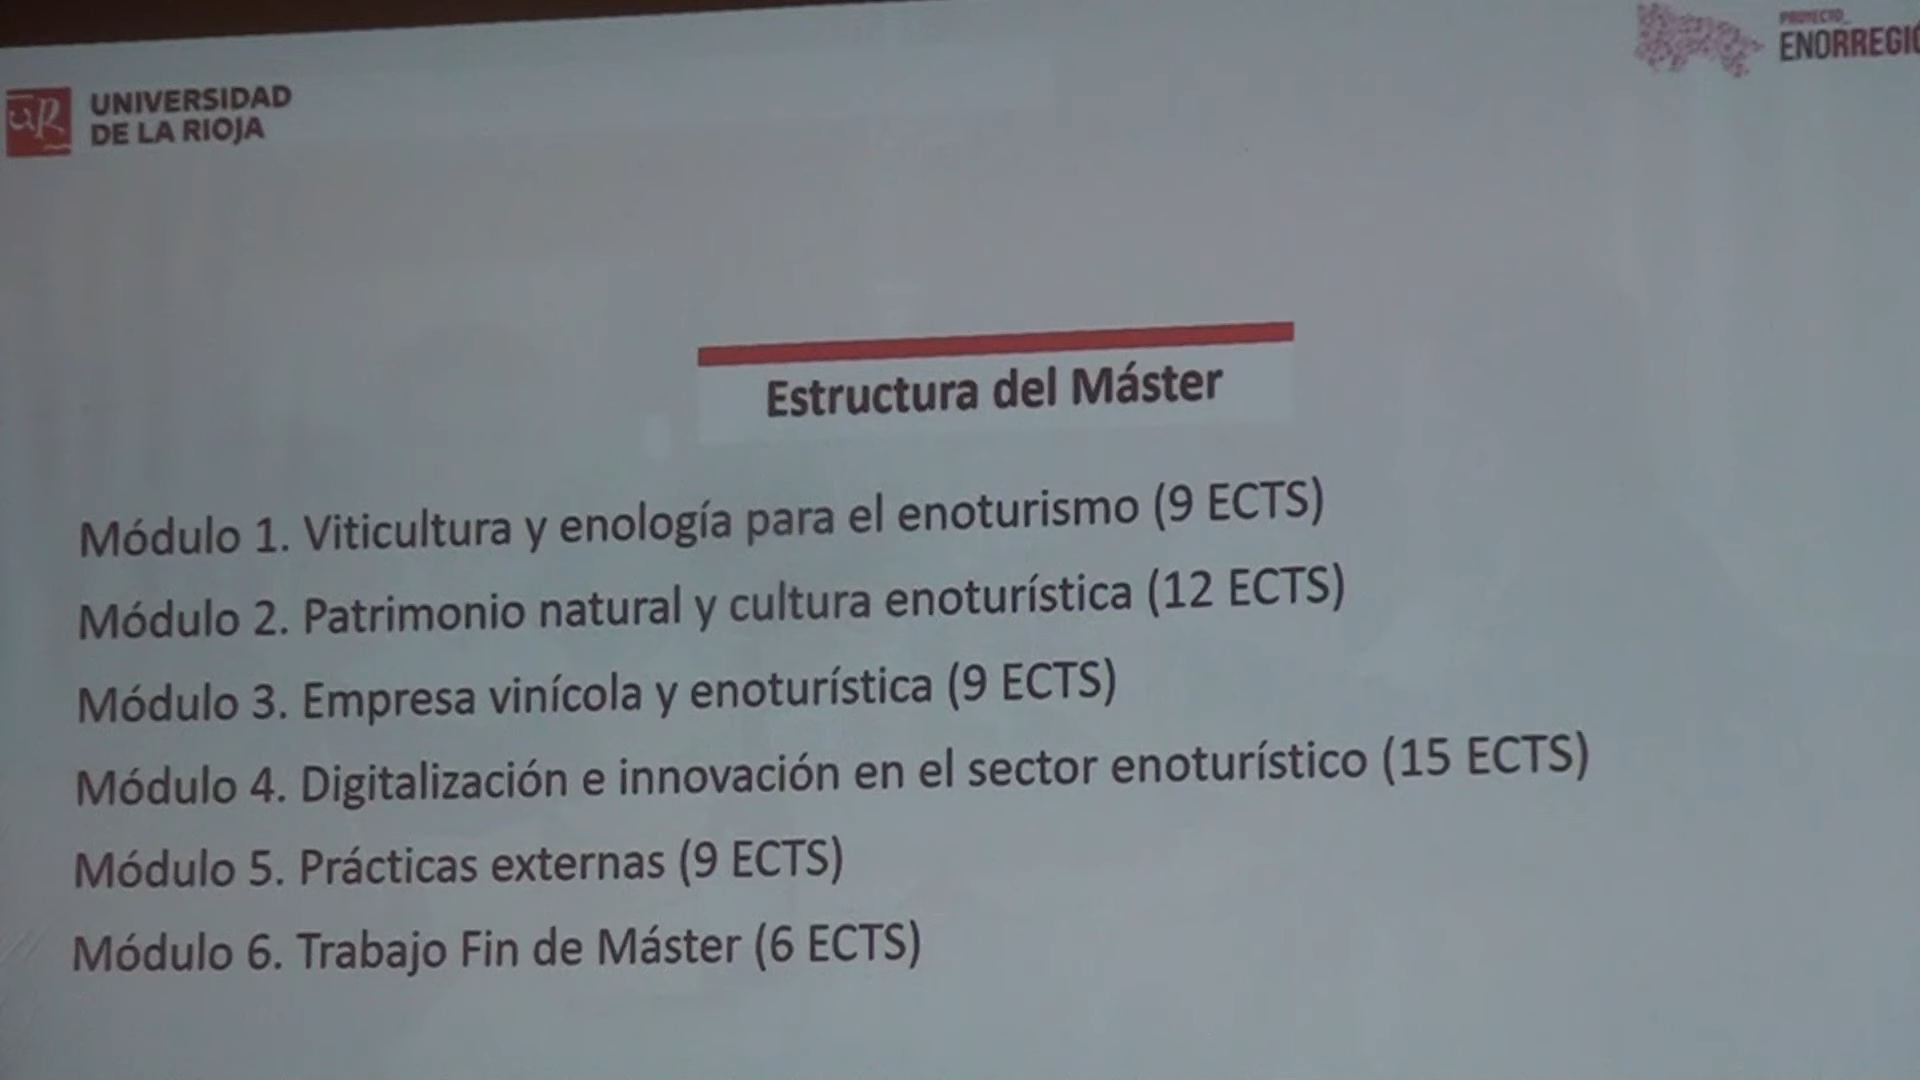 UNIVERSIDAD
DE LA RIOJA
PROYECTO_
Estructura del Máster
Módulo 1. Viticultura y enología para el enoturismo (9 ECTS)
Módulo 2. Patrimonio natural y cultura enoturística (12 ECTS)
Módulo 3. Empresa vinícola y enoturística (9 ECTS)
Módulo 4. Digitalización e innovación en el sector enoturístico (15 ECTS)
Módulo 5. Prácticas externas (9 ECTS)
Módulo 6. Trabajo Fin de Máster (6 ECTS)